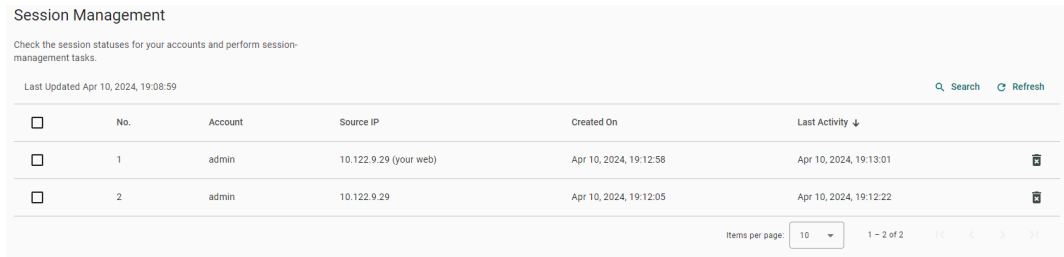 Session Management
Check the session statuses for your accounts and perform session-
management tasks.
Last Updated Apr 10, 2024, 19:08:59 Search Refresh
No. Account Source IP Created On Last Activity
1 admin 10.122.9.29 (your web) Apr 10, 2024, 19:12:58 Apr 10, 2024, 19:13:01
2 admin 10.122.9.29 Apr 10, 2024, 19:12:05 Apr 10, 2024, 19:12:22
Items per page: 10 1 – 2 of 2